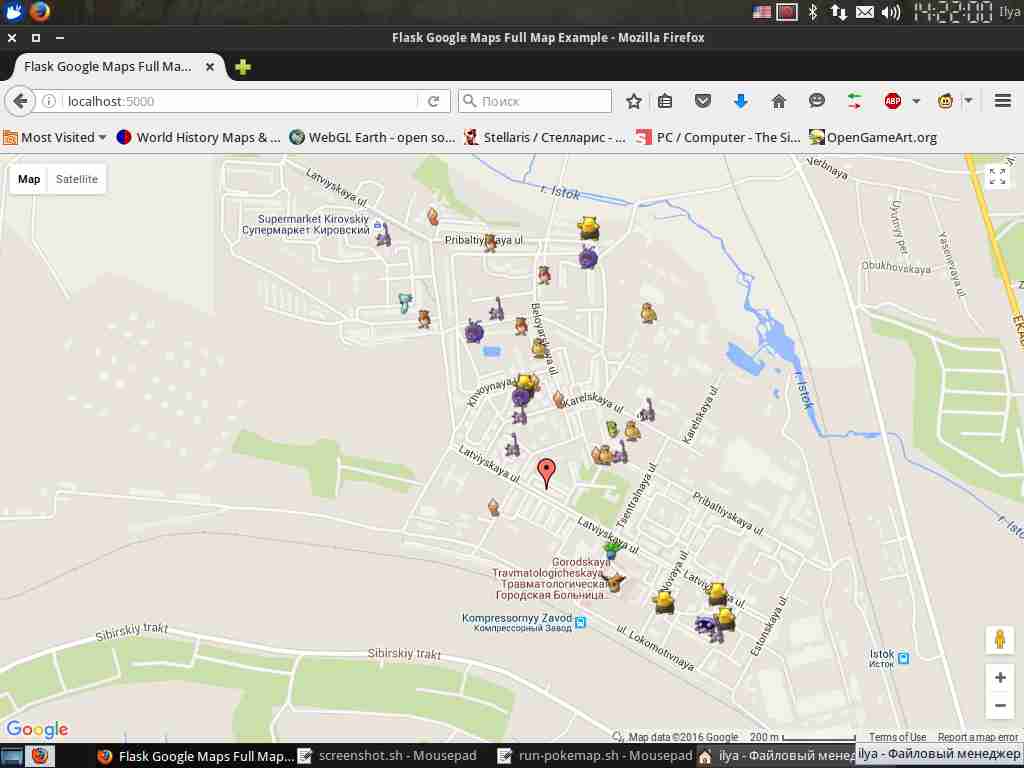 14:22:00 Ilya
Flask Google Maps Full Map Example - Mozilla Firefox
Flask Google Maps Full Ma...
localhost:5000
Поиск
ABP
Most Visited
World History Maps & ...
WebGL Earth - open so...
Stellaris / Стелларис - ...
PC / Computer - The Si...
OpenGameArt.org
Map
Satellite
Latviyskaya ul
r. Istok
Verbnaya
Supermarket Kirovskiy
Супермаркет Кировский
Pribaltiyskaya ul
Uyutnyy per
Yasenevaya ul
Obukhovskaya
Beloyarskaya ul
Khvoynaya
Karelskaya ul
Karelskaya ul
r. Istok
Latviyskaya ul
Tsentralnaya ul
Pribaltiyskaya ul
r. Istok
Latviyskaya ul
Gorodskaya
Travmatologicheskaya
Травматологическая
Городская Больница...
Novaya ul
Latviyskaya ul
Estonskaya ul
Kompressornyy Zavod
Компрессорный Завод
ul. Lokomotivnaya
Sibirskiy trakt
Sibirskiy trakt
Istok
Исток
Google
Map data ©2016 Google
200 m
Terms of Use
Report a map error
Flask Google Maps Full Map...
screenshot.sh - Mousepad
run-pokemap.sh - Mousepad
ilya - Файловый менед
ilya - Файловый менеджер